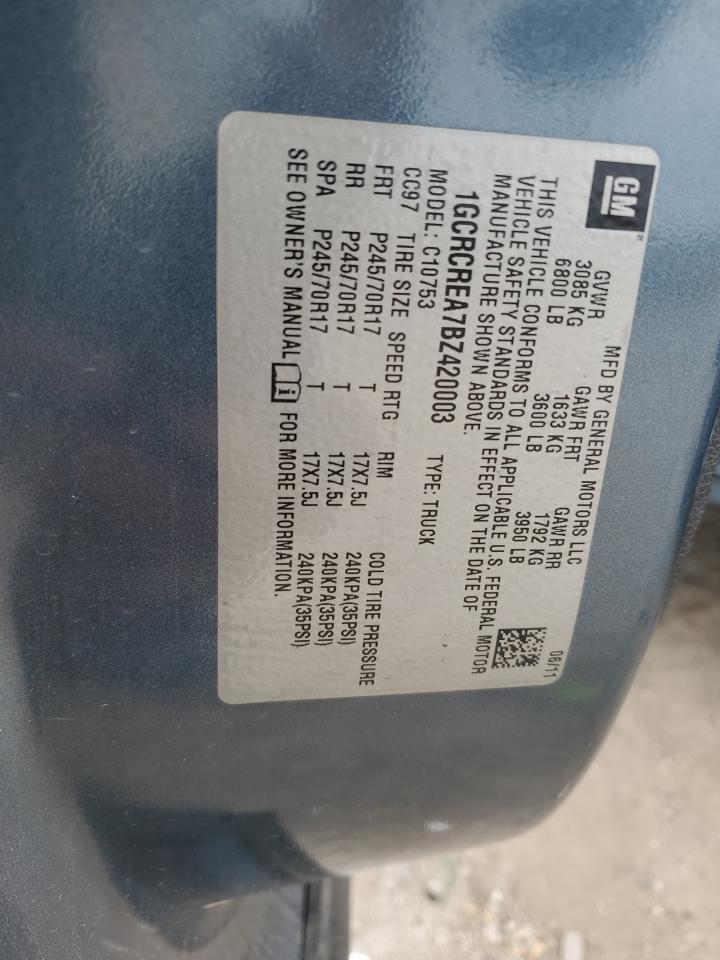 GM®
MFD BY GENERAL MOTORS LLC 06/11
GVWR GAWR FRT GAWR RR
3085 KG 1633 KG 1792 KG
6800 LB 3600 LB 3950 LB
THIS VEHICLE CONFORMS TO ALL APPLICABLE U.S. FEDERAL MOTOR
VEHICLE SAFETY STANDARDS IN EFFECT ON THE DATE OF
MANUFACTURE SHOWN ABOVE.
1GCRCREA7BZ420003 TYPE: TRUCK
MODEL: C10753
CC97 TIRE SIZE SPEED RTG RIM COLD TIRE PRESSURE
FRT P245/70R17 T 17X7.5J 240KPA(35PSI)
RR P245/70R17 T 17X7.5J 240KPA(35PSI)
SPA P245/70R17 T 17X7.5J 240KPA(35PSI)
SEE OWNER'S MANUAL FOR MORE INFORMATION.